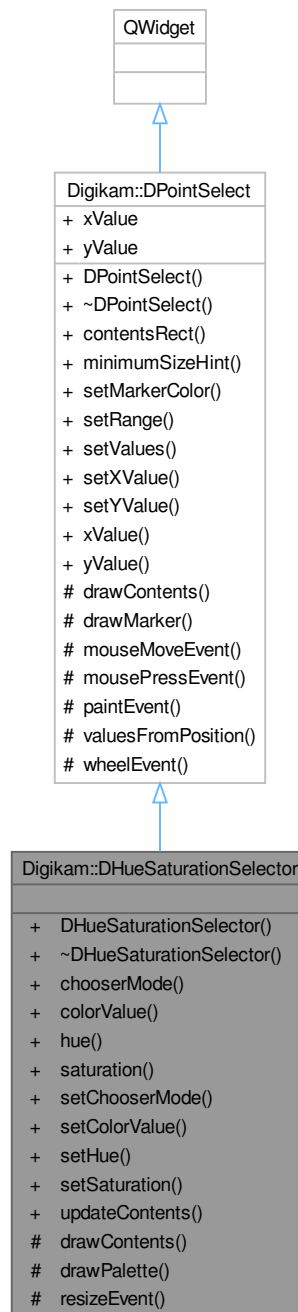 QWidget
Digikam::DPointSelect
+ xValue
+ yValue
+ DPointSelect()
+ ~DPointSelect()
+ contentsRect()
+ minimumSizeHint()
+ setMarkerColor()
+ setRange()
+ setValues()
+ setXValue()
+ setYValue()
+ xValue()
+ yValue()
# drawContents()
# drawMarker()
# mouseMoveEvent()
# mousePressEvent()
# paintEvent()
# valuesFromPosition()
# wheelEvent()
Digikam::DHueSaturationSelector
+ DHueSaturationSelector()
+ ~DHueSaturationSelector()
+ chooserMode()
+ colorValue()
+ hue()
+ saturation()
+ setChooserMode()
+ setColorValue()
+ setHue()
+ setSaturation()
+ updateContents()
# drawContents()
# drawPalette()
# resizeEvent()